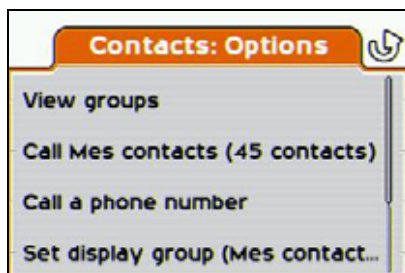 Contacts: Options
View groups
Call Mes contacts (45 contacts)
Call a phone number
Set display group (Mes contact...